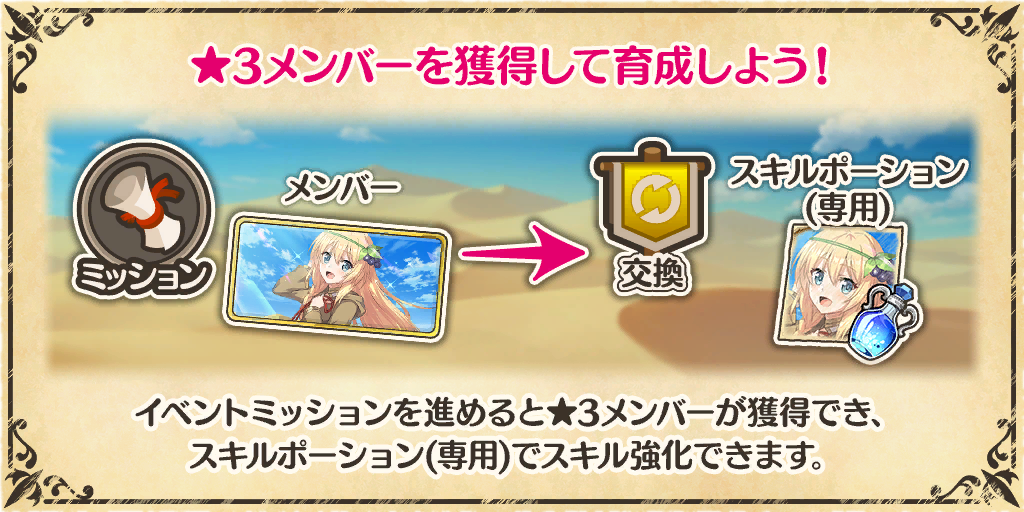 ★3メンバーを獲得して育成しよう！
ミッション
メンバー
交換
スキルポーション
(専用)
イベントミッションを進めると★3メンバーが獲得でき、
スキルポーション(専用)でスキル強化できます。